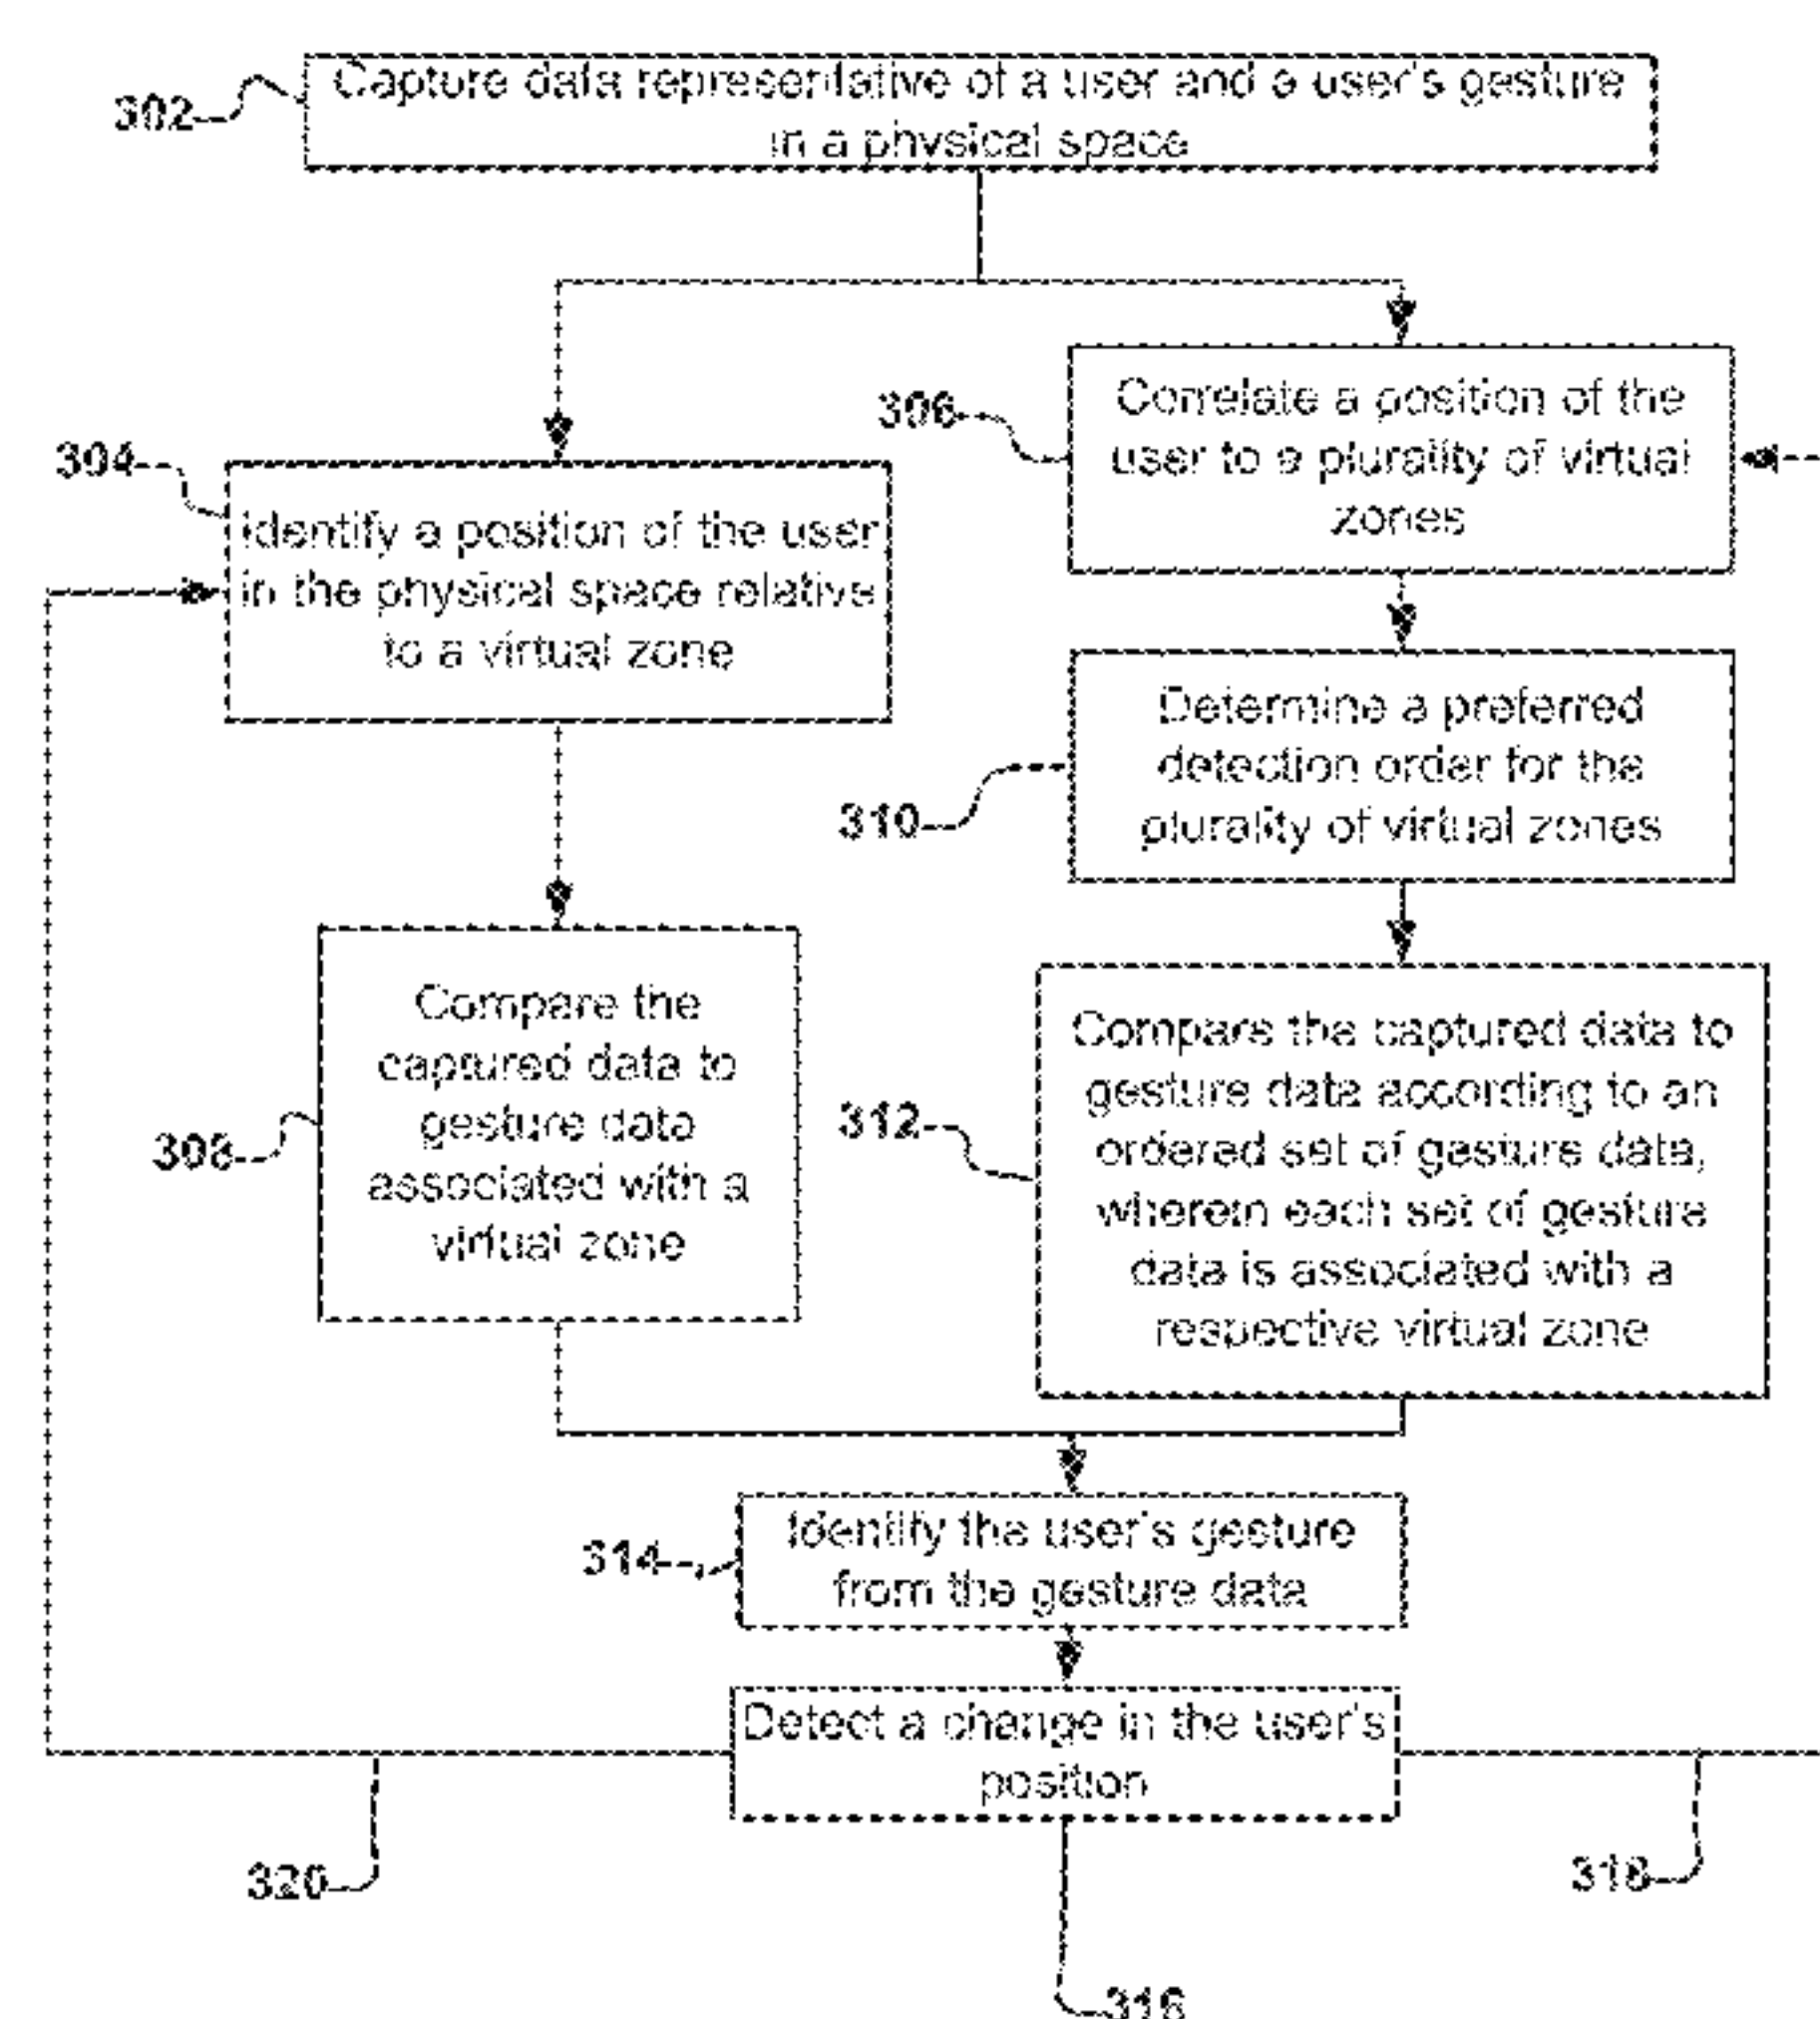 302
Capture data representative of a user and a user's gesture
in a physical space
306
Correlate a position of the
user to a plurality of virtual
zones
304
Identify a position of the user
in the physical space relative
to a virtual zone
310
Determine a preferred
detection order for the
plurality of virtual zones
308
Compare the
captured data to
gesture data
associated with a
virtual zone
312
Compare the captured data to
gesture data according to an
ordered set of gesture data,
wherein each set of gesture
data is associated with a
respective virtual zone
314
Identify the user's gesture
from the gesture data
Detect a change in the user's
position
320
318
316